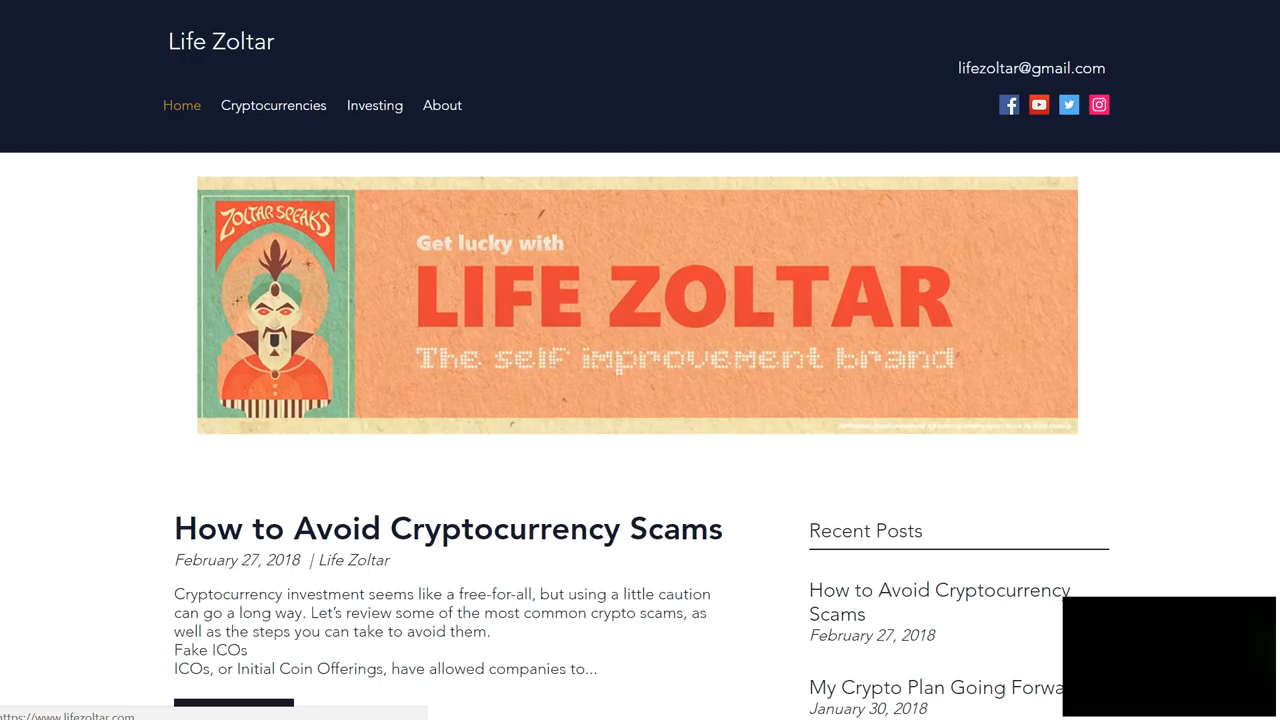 Life Zoltar
lifezoltar@gmail.com
Home Cryptocurrencies Investing About
ZOLTAR SPEAKS
Get lucky with
LIFE ZOLTAR
The self improvement brand
How to Avoid Cryptocurrency Scams
February 27, 2018 | Life Zoltar
Cryptocurrency investment seems like a free-for-all, but using a little caution
can go a long way. Let's review some of the most common crypto scams, as
well as the steps you can take to avoid them.
Fake ICOs
ICOs, or Initial Coin Offerings, have allowed companies to...
Recent Posts
How to Avoid Cryptocurrency
Scams
February 27, 2018
My Crypto Plan Going Forwa
January 30, 2018
https://www.lifezoltar.com